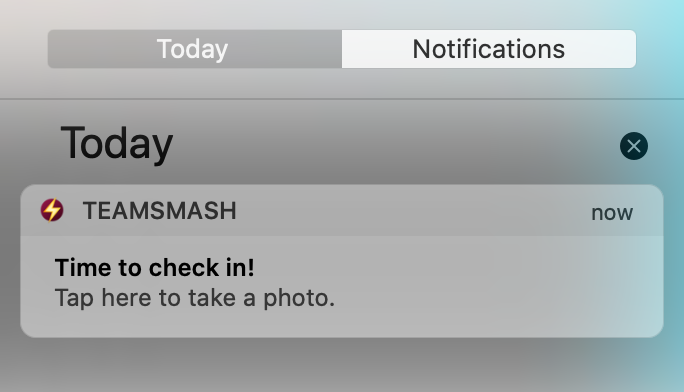 Today Notifications
Today
TEAMSMASH now
Time to check in!
Tap here to take a photo.